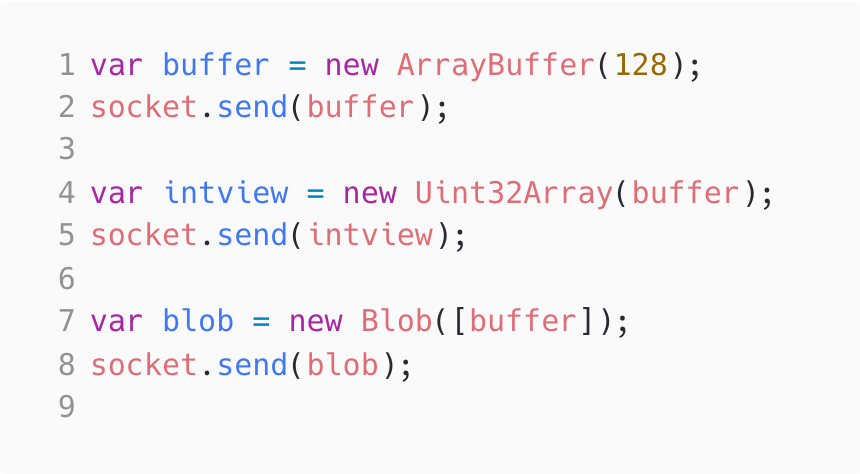 1 var buffer = new ArrayBuffer(128);
2 socket.send(buffer);
3
4 var intview = new Uint32Array(buffer);
5 socket.send(intview);
6
7 var blob = new Blob([buffer]);
8 socket.send(blob);
9